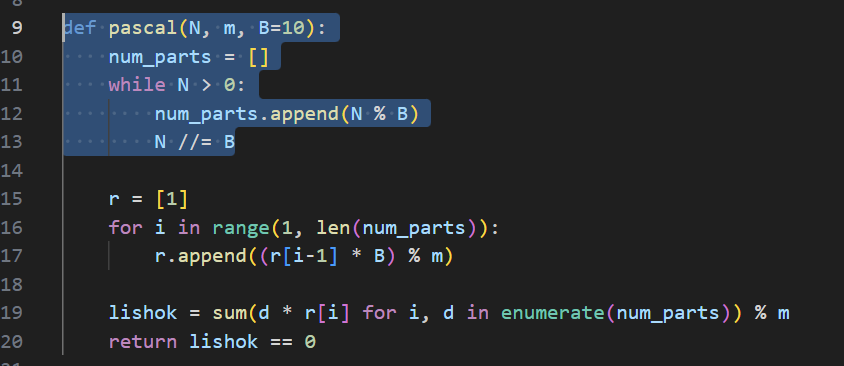 9 def pascal(N, m, B=10):
10     num_parts = []
11     while N > 0:
12         num_parts.append(N % B)
13         N //= B
14
15     r = [1]
16     for i in range(1, len(num_parts)):
17         r.append((r[i-1] * B) % m)
18
19     lishok = sum(d * r[i] for i, d in enumerate(num_parts)) % m
20     return lishok == 0